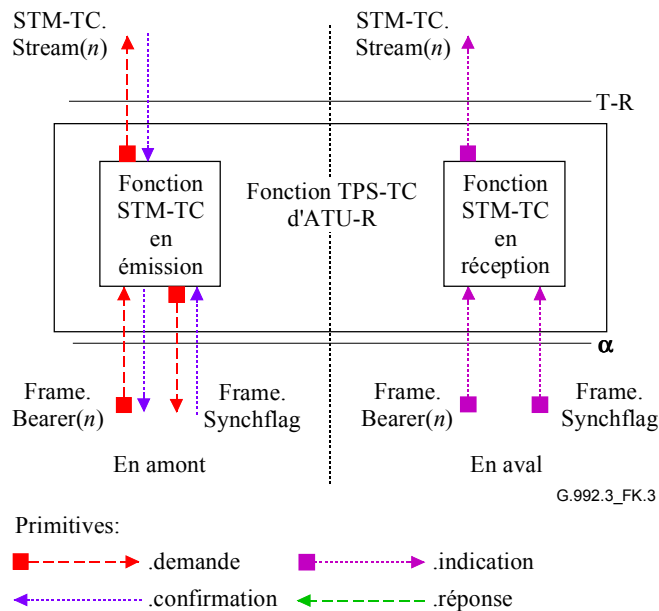 STM-TC.
Stream(n)
STM-TC.
Stream(n)
T-R
Fonction
STM-TC
en
émission
Fonction TPS-TC
d'ATU-R
Fonction
STM-TC
en
réception
α
Frame.
Bearer(n)
Frame.
Synchflag
Frame.
Bearer(n)
Frame.
Synchflag
En amont
En aval
G.992.3_FK.3
Primitives:
.demande
.indication
.confirmation
.réponse